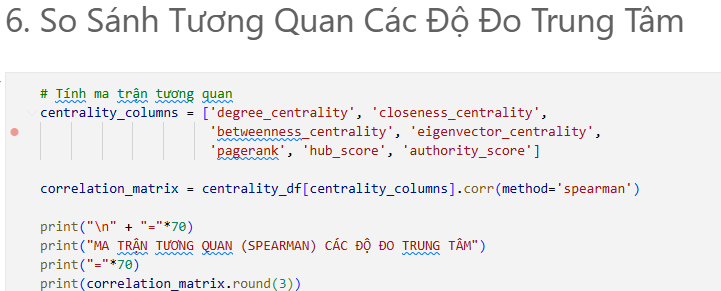 6. So Sánh Tương Quan Các Độ Đo Trung Tâm
# Tính ma trận tương quan
centrality_columns = ['degree_centrality', 'closeness_centrality',
'betweenness_centrality', 'eigenvector_centrality',
'pagerank', 'hub_score', 'authority_score']
correlation_matrix = centrality_df[centrality_columns].corr(method='spearman')
print("\n" + "="*70)
print("MA TRẬN TƯƠNG QUAN (SPEARMAN) CÁC ĐỘ ĐO TRUNG TÂM")
print("="*70)
print(correlation_matrix.round(3))